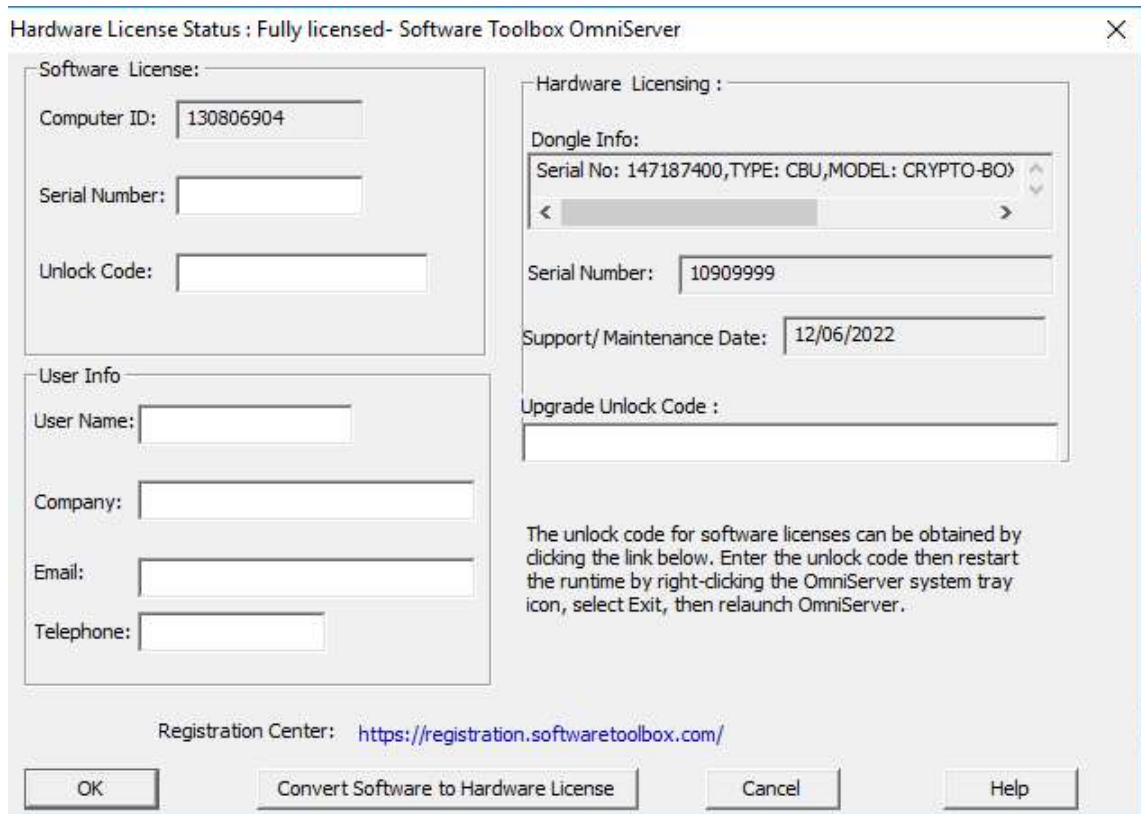 Hardware License Status : Fully licensed- Software Toolbox OmniServer
Software License:
Computer ID: 130806904
Serial Number:
Unlock Code:
User Info
User Name:
Company:
Email:
Telephone:
Hardware Licensing :
Dongle Info:
Serial No: 147187400,TYPE: CBU,MODEL: CRYPTO-BOX
Serial Number: 10909999
Support/ Maintenance Date: 12/06/2022
Upgrade Unlock Code :
The unlock code for software licenses can be obtained by
clicking the link below. Enter the unlock code then restart
the runtime by right-clicking the OmniServer system tray
icon, select Exit, then relaunch OmniServer.
Registration Center: https://registration.softwaretoolbox.com/
OK Convert Software to Hardware License Cancel Help